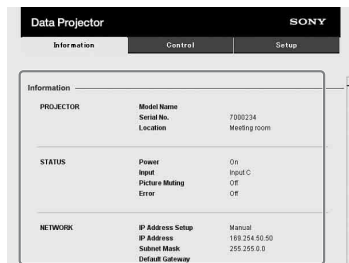 Data Projector
SONY
Information Control Setup
Information
PROJECTOR Model Name
Serial No. 7000234
Location Meeting room
STATUS Power On
Input Input C
Picture Muting Off
Error Off
NETWORK IP Address Setup Manual
IP Address 169.254.50.50
Subnet Mask 255.255.0.0
Default Gateway